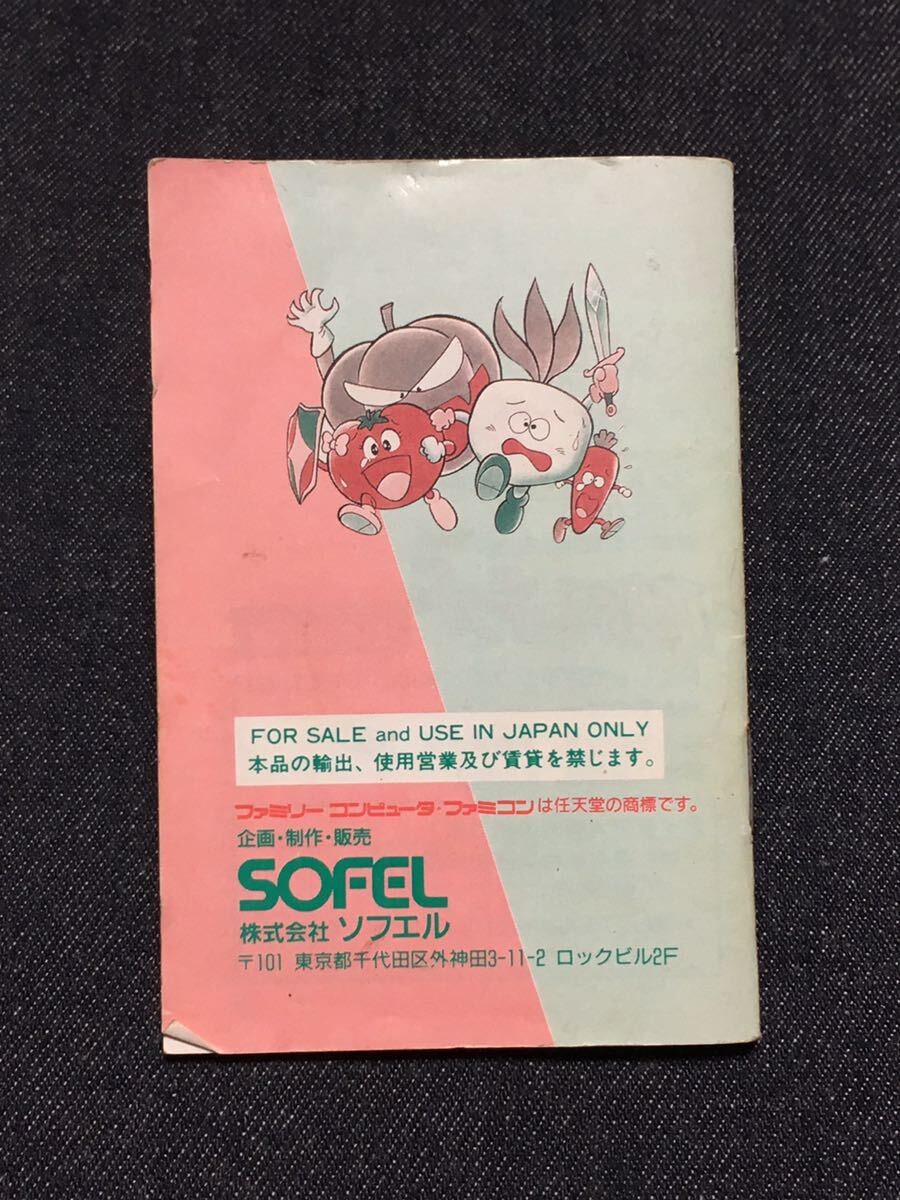 FOR SALE and USE IN JAPAN ONLY
本品の輸出、使用営業及び賃貸を禁じます。
ファミリーコンピュータ・ファミコンは任天堂の商標です。
企画・制作・販売
SOFEL
株式会社 ソフエル
〒101 東京都千代田区外神田3-11-2 ロックビル2F